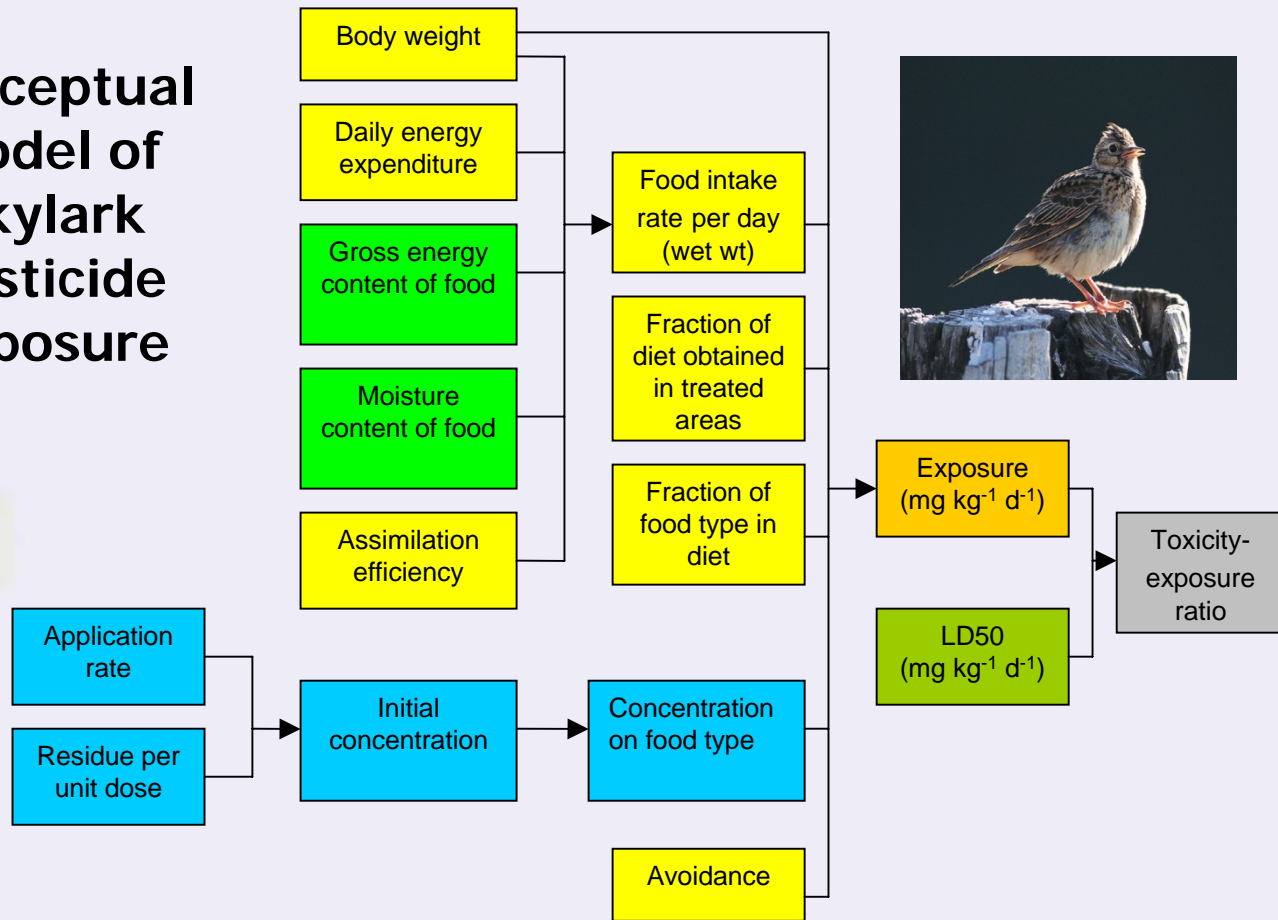 ceptual
odel of
kylark
sticide
posure
Body weight
Daily energy
expenditure
Gross energy
content of food
Moisture
content of food
Assimilation
efficiency
Food intake
rate per day
(wet wt)
Fraction of
diet obtained
in treated
areas
Fraction of
food type in
diet
Exposure
(mg kg⁻¹ d⁻¹)
LD50
(mg kg⁻¹ d⁻¹)
Toxicity-
exposure
ratio
Application
rate
Residue per
unit dose
Initial
concentration
Concentration
on food type
Avoidance